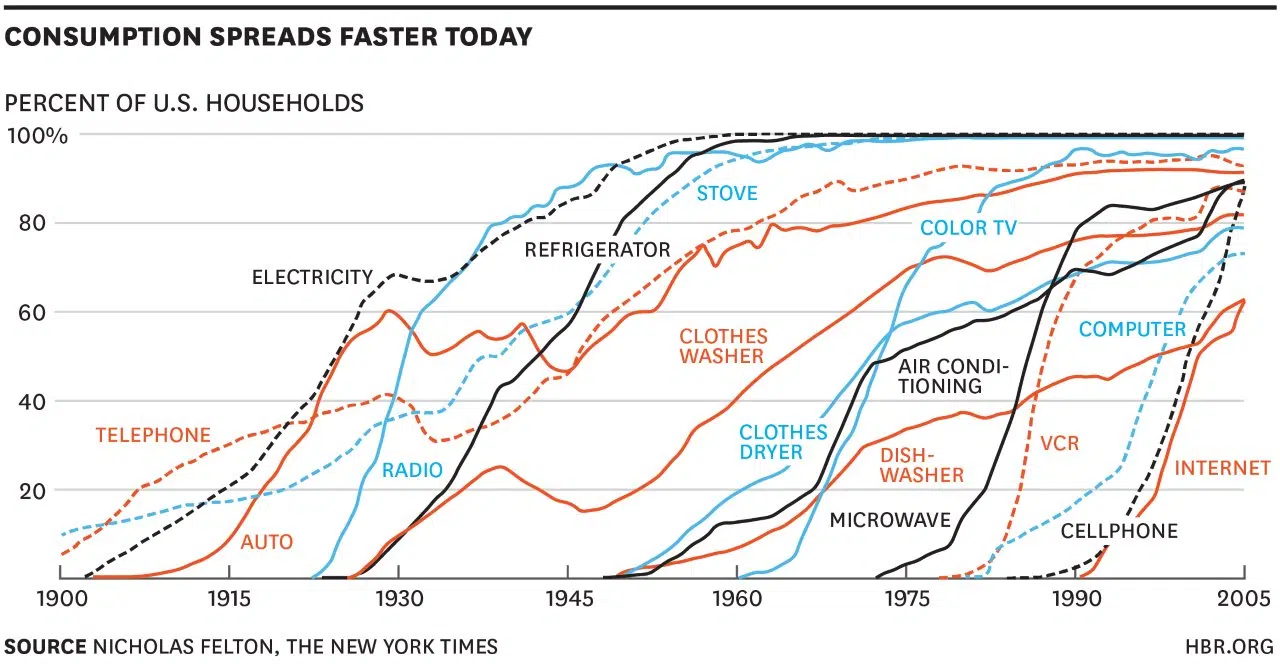 CONSUMPTION SPREADS FASTER TODAY
PERCENT OF U.S. HOUSEHOLDS
100%
80
60
40
20
STOVE
COLOR TV
REFRIGERATOR
ELECTRICITY
CLOTHES
WASHER
COMPUTER
AIR CONDI-
TIONING
TELEPHONE
CLOTHES
DRYER
RADIO
DISH-
WASHER
VCR
INTERNET
MICROWAVE
CELLPHONE
AUTO
1900 1915 1930 1945 1960 1975 1990 2005
SOURCE NICHOLAS FELTON, THE NEW YORK TIMES
HBR.ORG